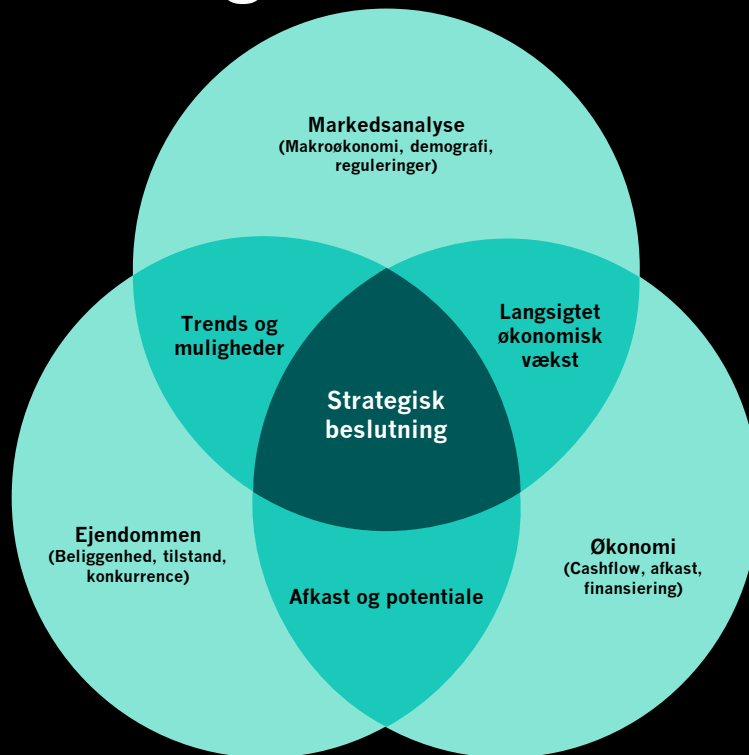 Markedsanalyse
(Makroøkonomi, demografi,
reguleringer)
Trends og
muligheder
Langsigtet
økonomisk
vækst
Strategisk
beslutning
Ejendommen
(Beliggenhed, tilstand,
konkurrence)
Økonomi
(Cashflow, afkast,
finansiering)
Afkast og potentiale